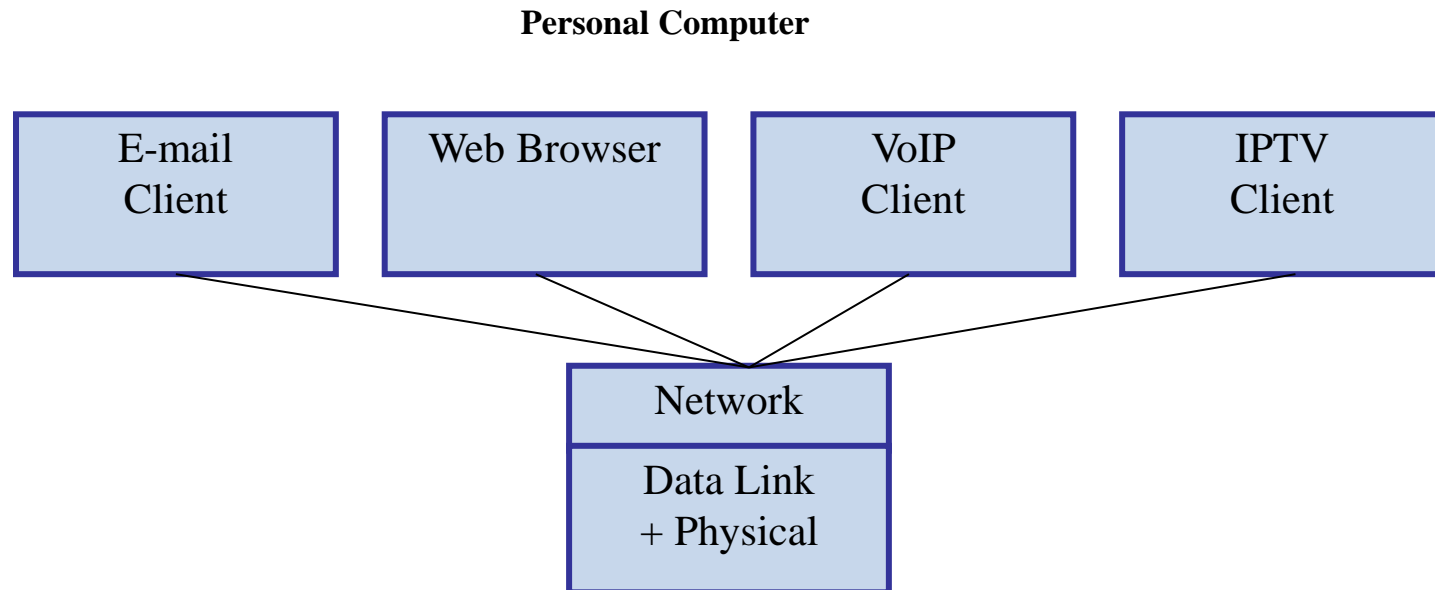 Personal Computer
E-mail
Client
Web Browser
VoIP
Client
IPTV
Client
Network
Data Link
+ Physical